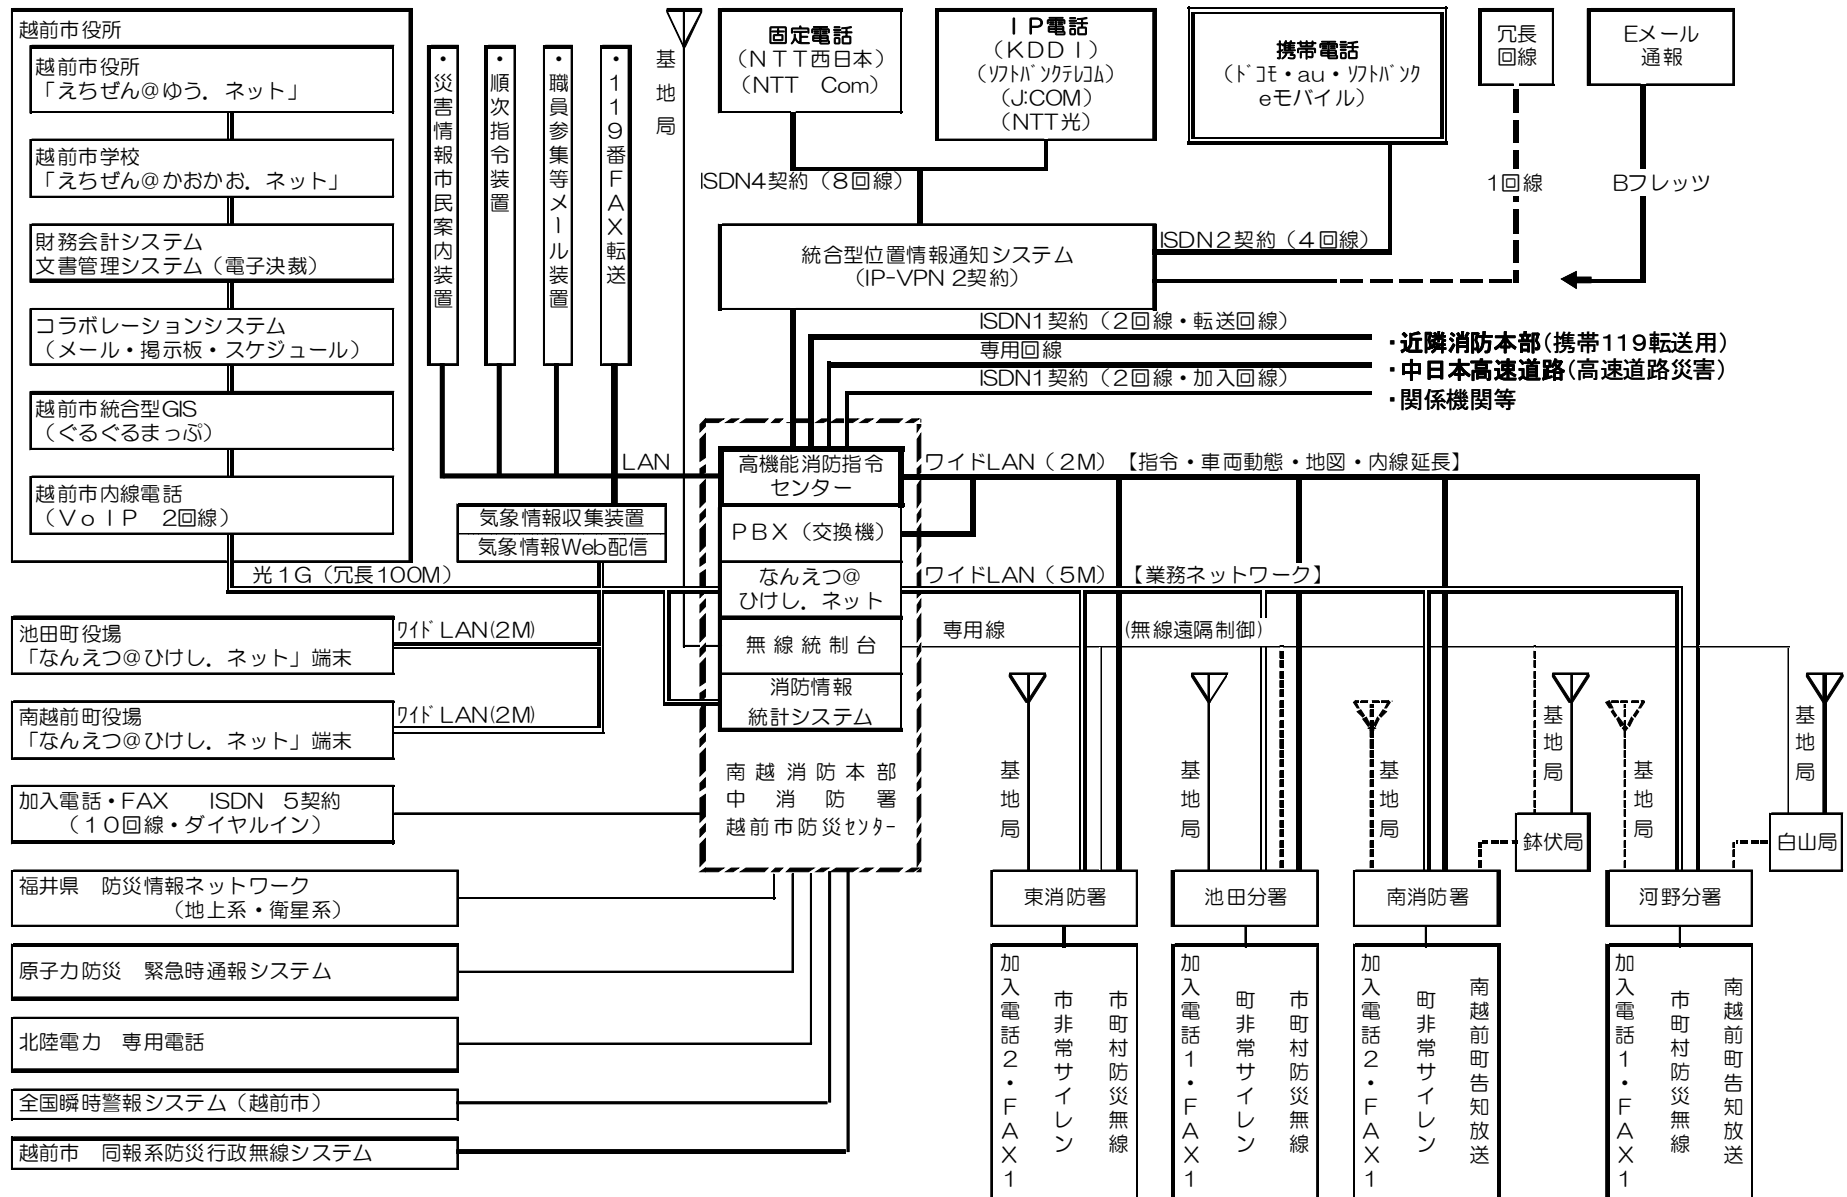 越前市役所
越前市役所
「えちぜん@ゆう．ネット」
越前市学校
「えちぜん@かおかお．ネット」
財務会計システム
文書管理システム（電子決裁）
コラボレーションシステム
（メール・掲示板・スケジュール）
越前市統合型GIS
（ぐるぐるまっぷ）
越前市内線電話
（ＶｏＩＰ　2回線）
・災害情報市民案内装置
・順次指令装置
・職員参集等メール装置
・119番FAX転送
基地局
固定電話
（ＮＴＴ西日本）
（NTT　Com）
ＩＰ電話
（KDDI）
（ｿﾌﾄﾊﾞﾝｸﾃﾚｺﾑ）
（J:COM）
（NTT光）
携帯電話
（ﾄﾞｺﾓ・au・ｿﾌﾄﾊﾞﾝｸ
eモバイル）
冗長
回線
Eメール
通報
ISDN4契約（8回線）
1回線
Bフレッツ
統合型位置情報通知システム
（IP-VPN 2契約）
ISDN2契約（4回線）
ISDN1契約（2回線・転送回線）
専用回線
ISDN1契約（2回線・加入回線）
・近隣消防本部（携帯119転送用）
・中日本高速道路（高速道路災害）
・関係機関等
LAN
高機能消防指令
センター
ワイドLAN（2M）【指令・車両動態・地図・内線延長】
気象情報収集装置
気象情報Web配信
PBX（交換機）
光1G（冗長100M）
なんえつ@
ひけし．ネット
ワイドLAN（5M）【業務ネットワーク】
池田町役場
「なんえつ@ひけし．ネット」端末
ﾜｲﾄﾞLAN(2M)
無線統制台
専用線
(無線遠隔制御)
消防情報
統計システム
南越前町役場
「なんえつ@ひけし．ネット」端末
ﾜｲﾄﾞLAN(2M)
南越消防本部
中消防署
越前市防災ｾﾝﾀｰ
加入電話・FAX　ISDN　5契約
（10回線・ダイヤルイン）
福井県　防災情報ネットワーク
（地上系・衛星系）
原子力防災　緊急時通報システム
北陸電力　専用電話
全国瞬時警報システム（越前市）
越前市　同報系防災行政無線システム
基地局
基地局
基地局
基地局
基地局
基地局
鉢伏局
白山局
東消防署
池田分署
南消防署
河野分署
加入電話2・FAX1
市非常サイレン
市町村防災無線
加入電話1・FAX1
町非常サイレン
市町村防災無線
加入電話2・FAX1
町非常サイレン
南越前町告知放送
加入電話1・FAX1
市町村防災無線
南越前町告知放送